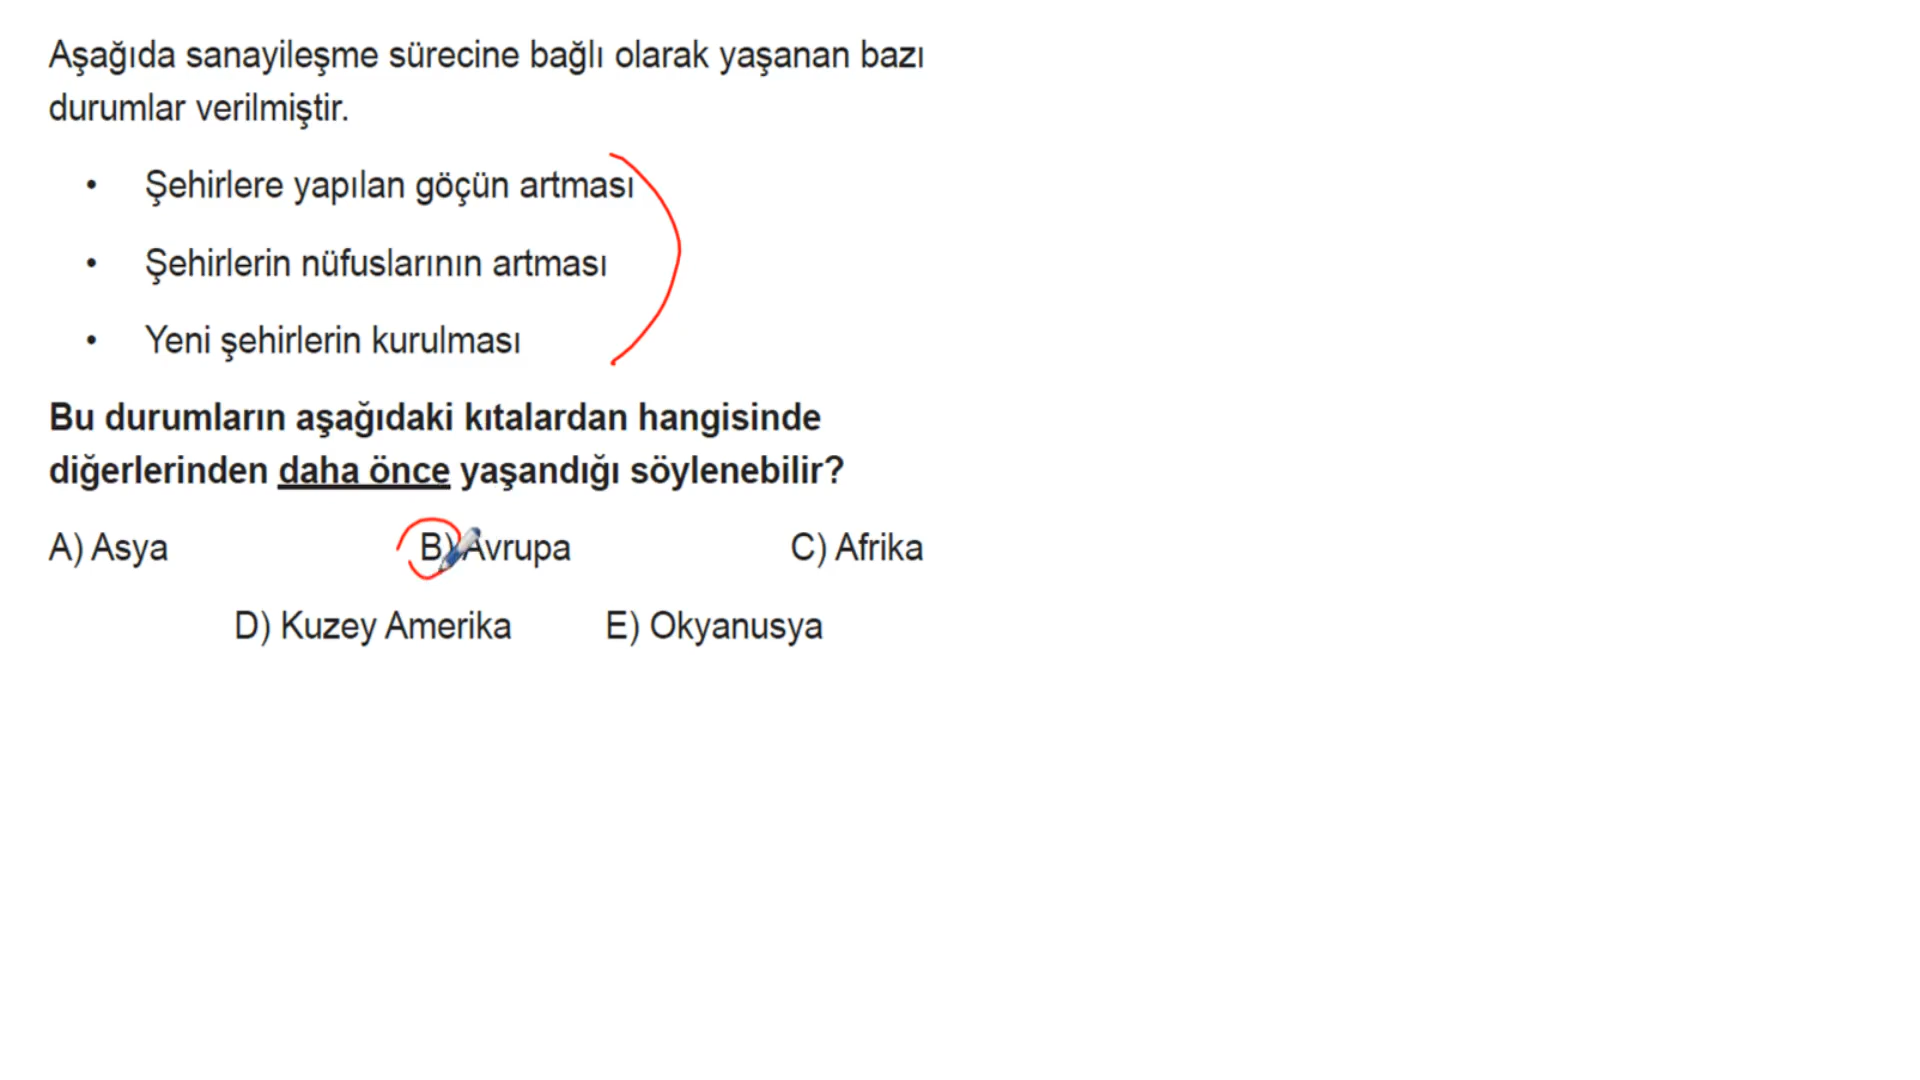 Aşağıda sanayileşme sürecine bağlı olarak yaşanan bazı
durumlar verilmiştir.
• Şehirlere yapılan göçün artması
• Şehirlerin nüfuslarının artması
• Yeni şehirlerin kurulması
Bu durumların aşağıdaki kıtalardan hangisinde
diğerlerinden daha önce yaşandığı söylenebilir?
A) Asya B) Avrupa C) Afrika
D) Kuzey Amerika E) Okyanusya